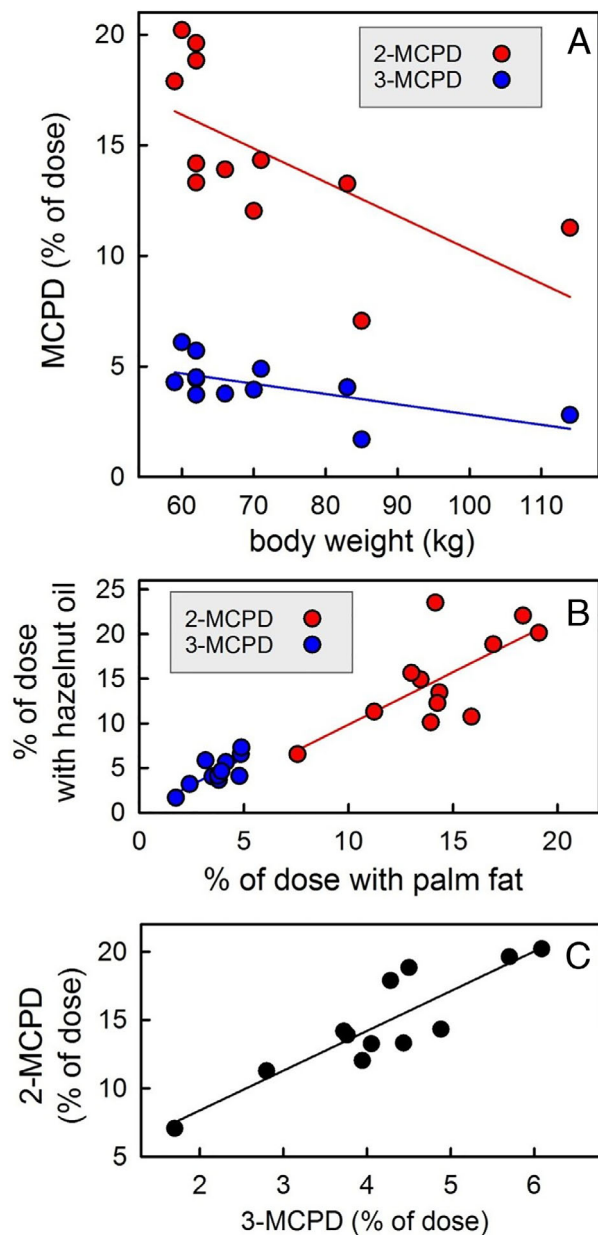 A
2-MCPD
3-MCPD
20
15
10
5
0
MCPD (% of dose)
60 70 80 90 100 110
body weight (kg)
B
2-MCPD
3-MCPD
25
20
15
10
5
0
% of dose
with hazelnut oil
0 5 10 15 20
% of dose with palm fat
C
20
15
10
5
2-MCPD
(% of dose)
2 3 4 5 6
3-MCPD (% of dose)